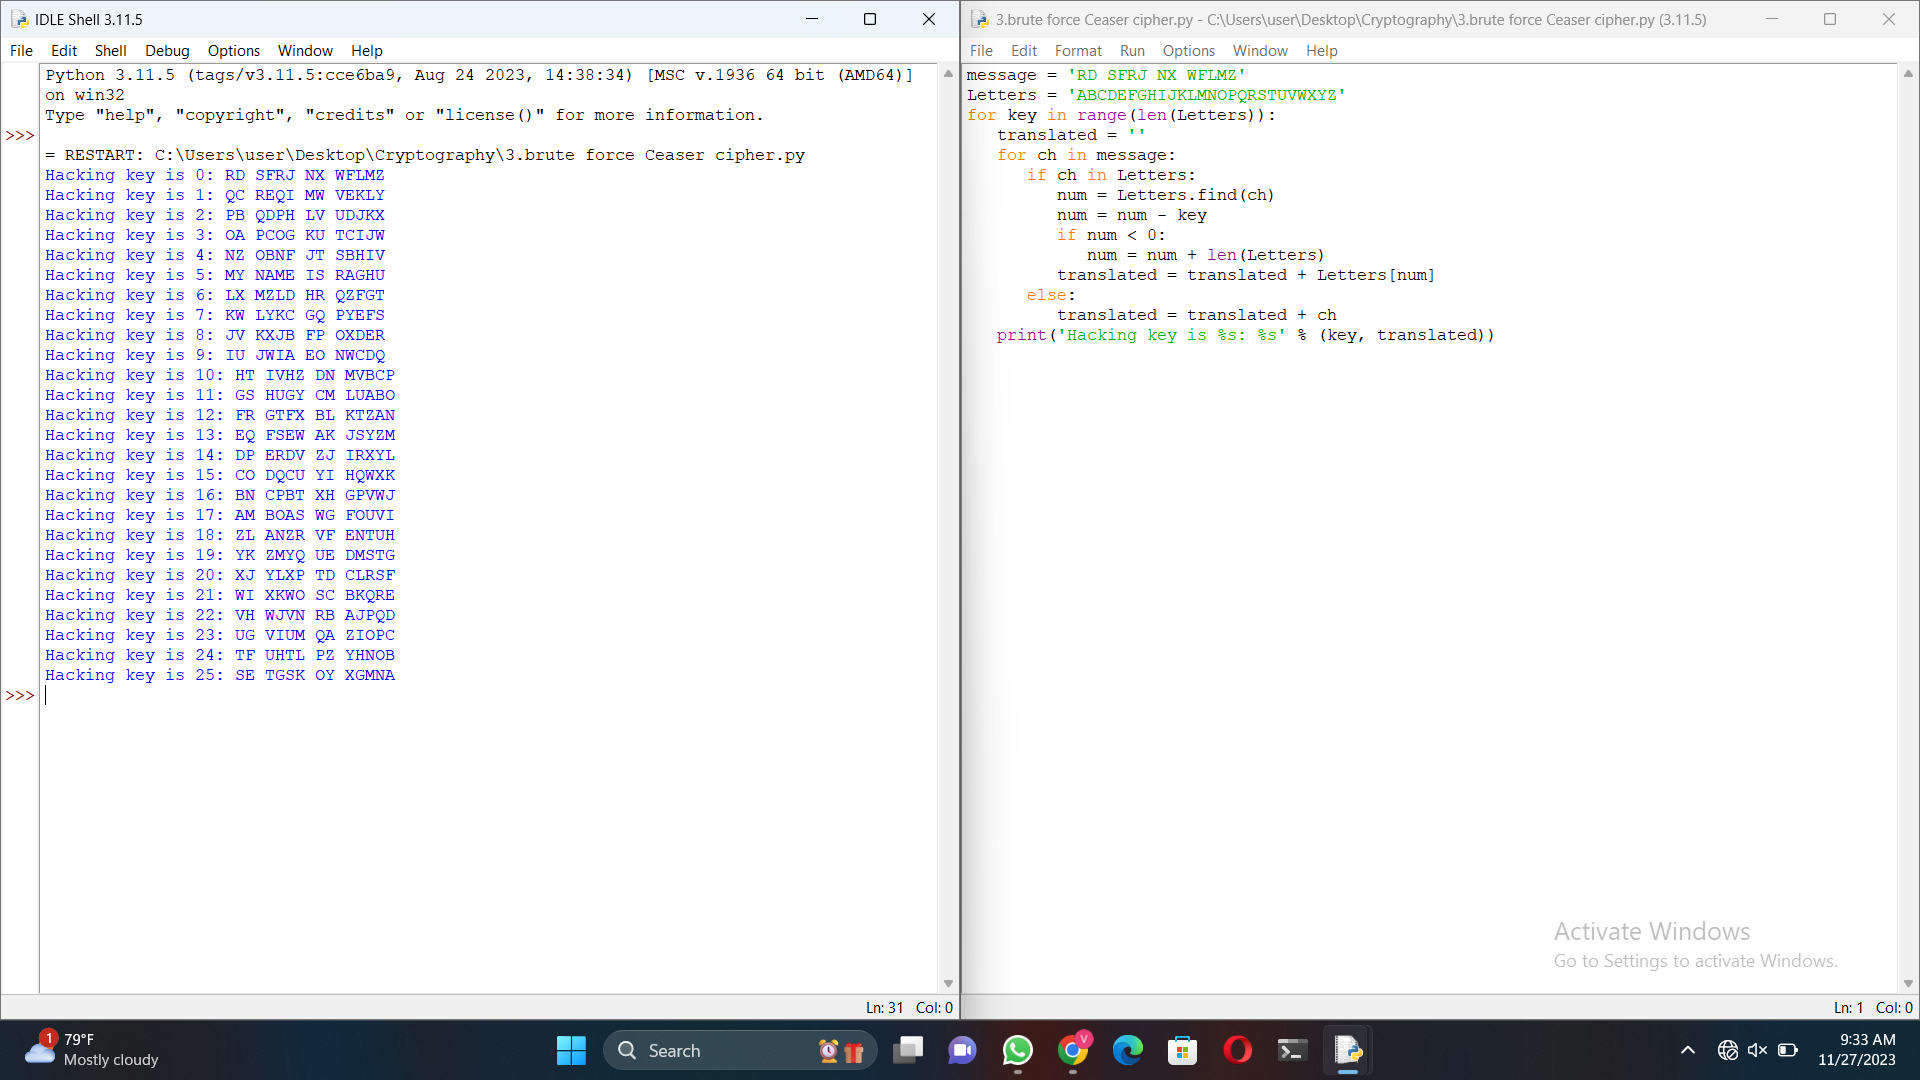 IDLE Shell 3.11.5
File Edit Shell Debug Options Window Help
Python 3.11.5 (tags/v3.11.5:cce6ba9, Aug 24 2023, 14:38:34) [MSC v.1936 64 bit (AMD64)]
on win32
Type "help", "copyright", "credits" or "license()" for more information.
>>>
= RESTART: C:\Users\user\Desktop\Cryptography\3.brute force Ceaser cipher.py
Hacking key is 0: RD SFRJ NX WFLMZ
Hacking key is 1: QC REQI MW VEKLY
Hacking key is 2: PB QDPH LV UDJKX
Hacking key is 3: OA PCOG KU TCIJW
Hacking key is 4: NZ OBNF JT SBHIV
Hacking key is 5: MY NAME IS RAGHU
Hacking key is 6: LX MZLD HR QZFGT
Hacking key is 7: KW LYKC GQ PYEFS
Hacking key is 8: JV KXJB FP OXDER
Hacking key is 9: IU JWIA EO NWCDQ
Hacking key is 10: HT IVHZ DN MVBCP
Hacking key is 11: GS HUGY CM LUABO
Hacking key is 12: FR GTFX BL KTZAN
Hacking key is 13: EQ FSEW AK JSYZM
Hacking key is 14: DP ERDV ZJ IRXYL
Hacking key is 15: CO DQCU YI HQWXK
Hacking key is 16: BN CPBT XH GPVWJ
Hacking key is 17: AM BOAS WG FOUVI
Hacking key is 18: ZL ANZR VF ENTUH
Hacking key is 19: YK ZMYQ UE DMSTG
Hacking key is 20: XJ YLXP TD CLRSF
Hacking key is 21: WI XKWO SC BKQRE
Hacking key is 22: VH WJVN RB AJPQD
Hacking key is 23: UG VIUM QA ZIOPC
Hacking key is 24: TF UHTL PZ YHNOB
Hacking key is 25: SE TGSK OY XGMNA
>>>
Ln: 31 Col: 0
3.brute force Ceaser cipher.py - C:\Users\user\Desktop\Cryptography\3.brute force Ceaser cipher.py (3.11.5)
File Edit Format Run Options Window Help
message = 'RD SFRJ NX WFLMZ'
Letters = 'ABCDEFGHIJKLMNOPQRSTUVWXYZ'
for key in range(len(Letters)):
   translated = ''
   for ch in message:
      if ch in Letters:
         num = Letters.find(ch)
         num = num - key
         if num < 0:
            num = num + len(Letters)
         translated = translated + Letters[num]
      else:
         translated = translated + ch
   print('Hacking key is %s: %s' % (key, translated))
Activate Windows
Go to Settings to activate Windows.
Ln: 1 Col: 0
1
79°F
Mostly cloudy
Search
V
9:33 AM
11/27/2023